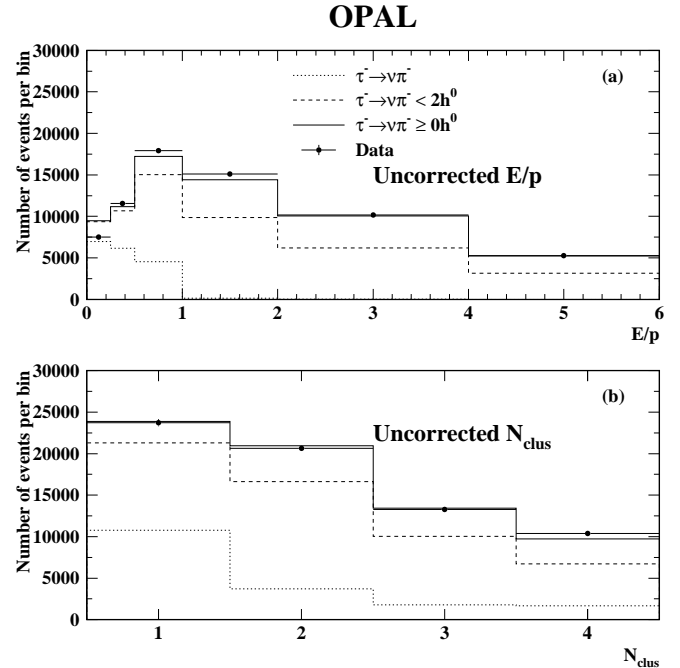 OPAL
Number of events per bin
30000
25000
20000
15000
10000
5000
0
(a)
τ⁻→νπ⁻
τ⁻→νπ⁻ < 2h⁰
τ⁻→νπ⁻ ≥ 0h⁰
Data
Uncorrected E/p
0 1 2 3 4 5 6
E/p
Number of events per bin
30000
25000
20000
15000
10000
5000
0
(b)
Uncorrected N_clus
1 2 3 4
N_clus